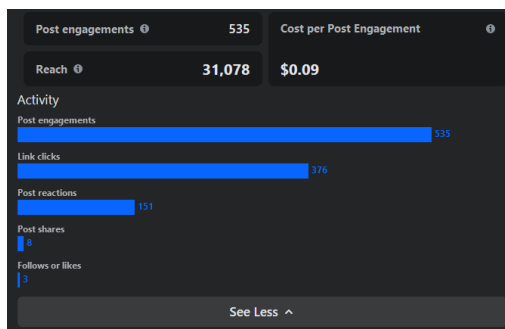 Post engagements 535
Cost per Post Engagement
Reach 31,078
$0.09
Activity
Post engagements
535
Link clicks
376
Post reactions
151
Post shares
8
Follows or likes
3
See Less